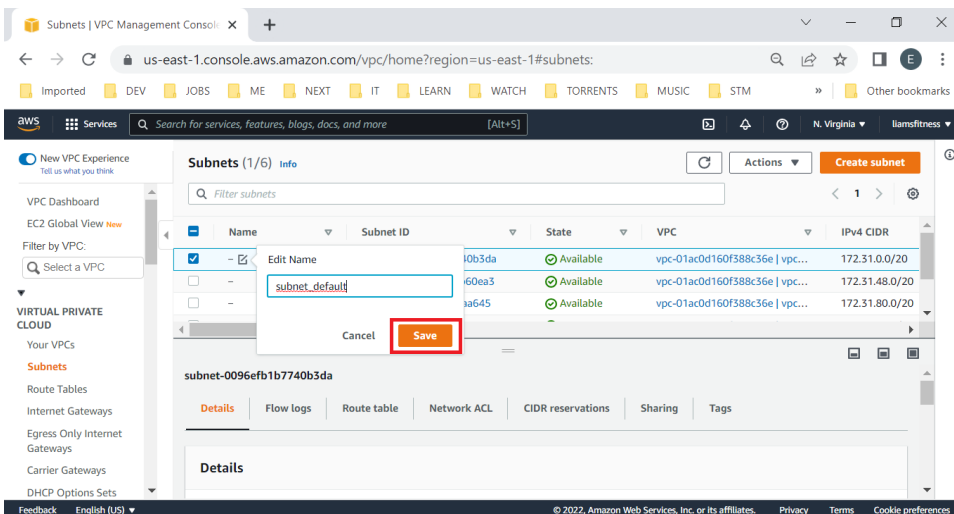 Subnets | VPC Management Consol
us-east-1.console.aws.amazon.com/vpc/home?region=us-east-1#subnets:
E
Imported DEV JOBS ME NEXT IT LEARN WATCH TORRENTS MUSIC STM » Other bookmarks
aws Services Search for services, features, blogs, docs, and more [Alt+S] N. Virginia ▼ liamsfitness ▼
New VPC Experience
Tell us what you think
VPC Dashboard
EC2 Global View New
Filter by VPC:
Select a VPC
VIRTUAL PRIVATE
CLOUD
Your VPCs
Subnets
Route Tables
Internet Gateways
Egress Only Internet
Gateways
Carrier Gateways
DHCP Options Sets
Subnets (1/6) Info
Actions ▼ Create subnet
Filter subnets
1
Name Subnet ID State VPC IPv4 CIDR
– 40b3da Available vpc-01ac0d160f388c36e | vpc... 172.31.0.0/20
– 60ea3 Available vpc-01ac0d160f388c36e | vpc... 172.31.48.0/20
– aa645 Available vpc-01ac0d160f388c36e | vpc... 172.31.80.0/20
Edit Name
subnet_default
Cancel Save
subnet-0096efb1b7740b3da
Details Flow logs Route table Network ACL CIDR reservations Sharing Tags
Details
Feedback English (US) ▼ © 2022, Amazon Web Services, Inc. or its affiliates. Privacy Terms Cookie preferences